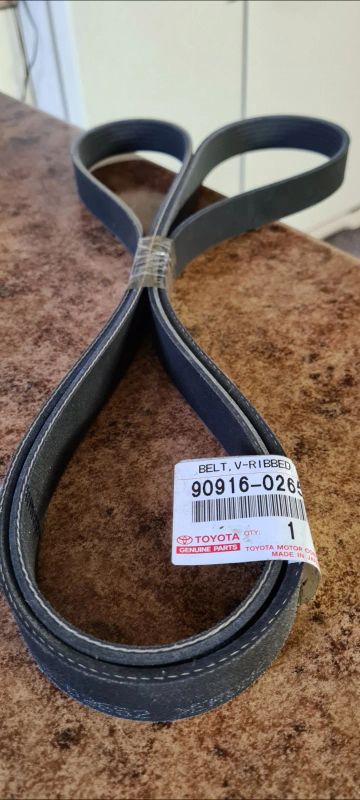 BELT, V-RIBBED
90916-0265
TOYOTA QTY. 1
GENUINE PARTS TOYOTA MOTOR CO
MADE IN